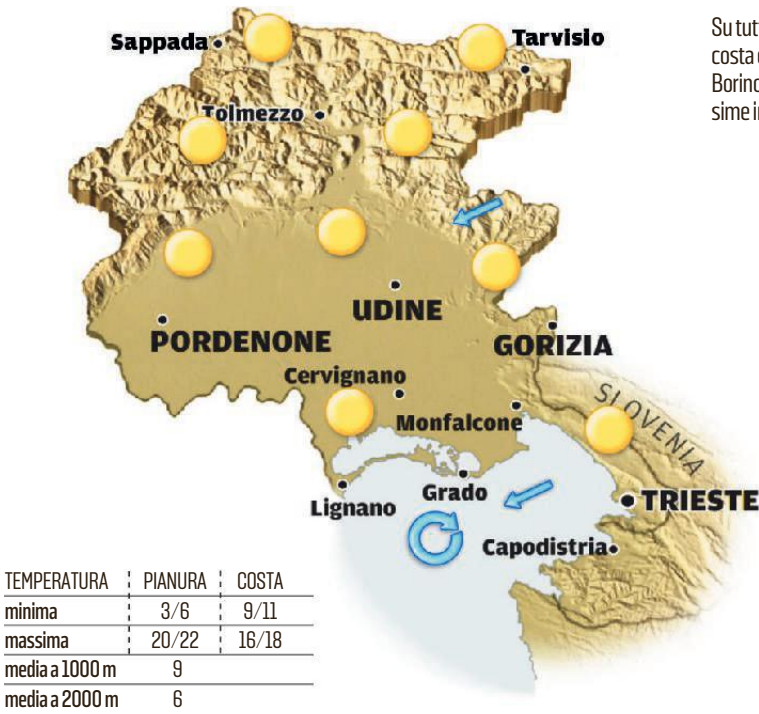 Sappada
Tarvisio
Tolmezzo
UDINE
PORDENONE
GORIZIA
Cervignano
Monfalcone
SLOVENIA
Lignano
Grado
TRIESTE
Capodistria
Su tut
costa
Borino
sime i
TEMPERATURA PIANURA COSTA
minima 3/6 9/11
massima 20/22 16/18
media a 1000 m 9
media a 2000 m 6